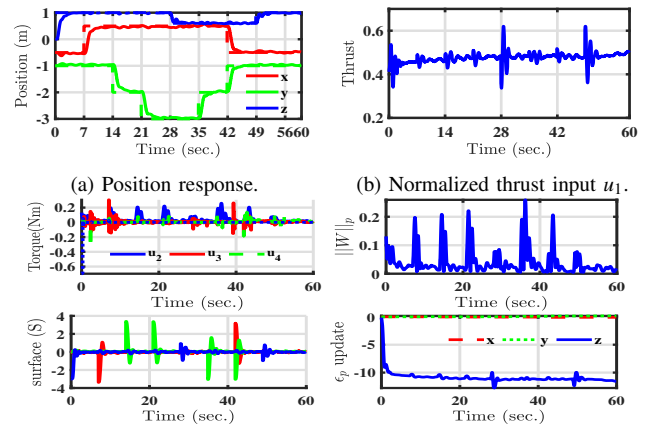 Position (m)
1
0
-1
-2
-3
x
y
z
0 7 14 21 28 35 42 49 5660
Time (sec.)
(a) Position response.
Thrust
0.6
0.4
0.2
0 14 28 42 60
Time (sec.)
(b) Normalized thrust input u₁.
Torque(Nm)
0.2
0
-0.2
-0.4
-0.6
u₂ u₃ u₄
0 20 40 60
Time (sec.)
||W||ₚ
0.2
0.1
0
0 20 40 60
Time (sec.)
surface (S)
4
2
0
-2
-4
0 20 40 60
Time (sec.)
ϵₚ update
0
-5
-10
x y z
0 20 40 60
Time (sec.)